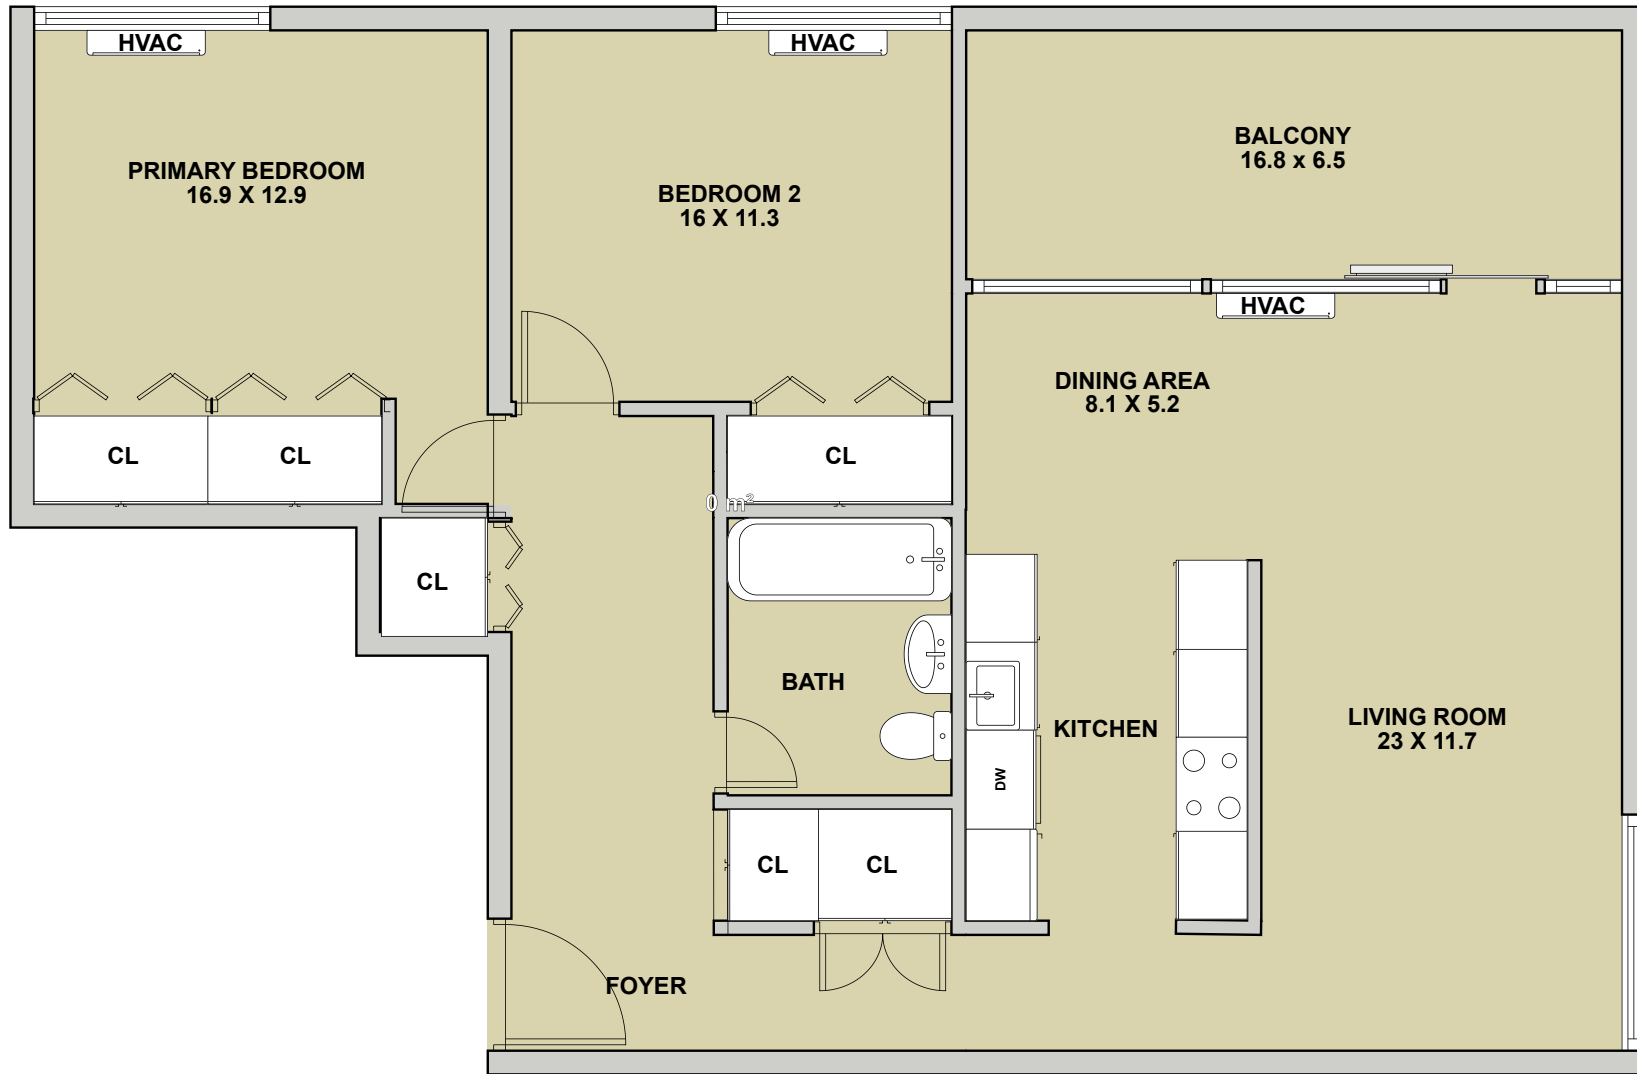 HVAC
HVAC
PRIMARY BEDROOM
16.9 X 12.9
BEDROOM 2
16 X 11.3
BALCONY
16.8 x 6.5
HVAC
DINING AREA
8.1 X 5.2
CL
CL
CL
0 m²
CL
BATH
KITCHEN
LIVING ROOM
23 X 11.7
DW
CL
CL
FOYER